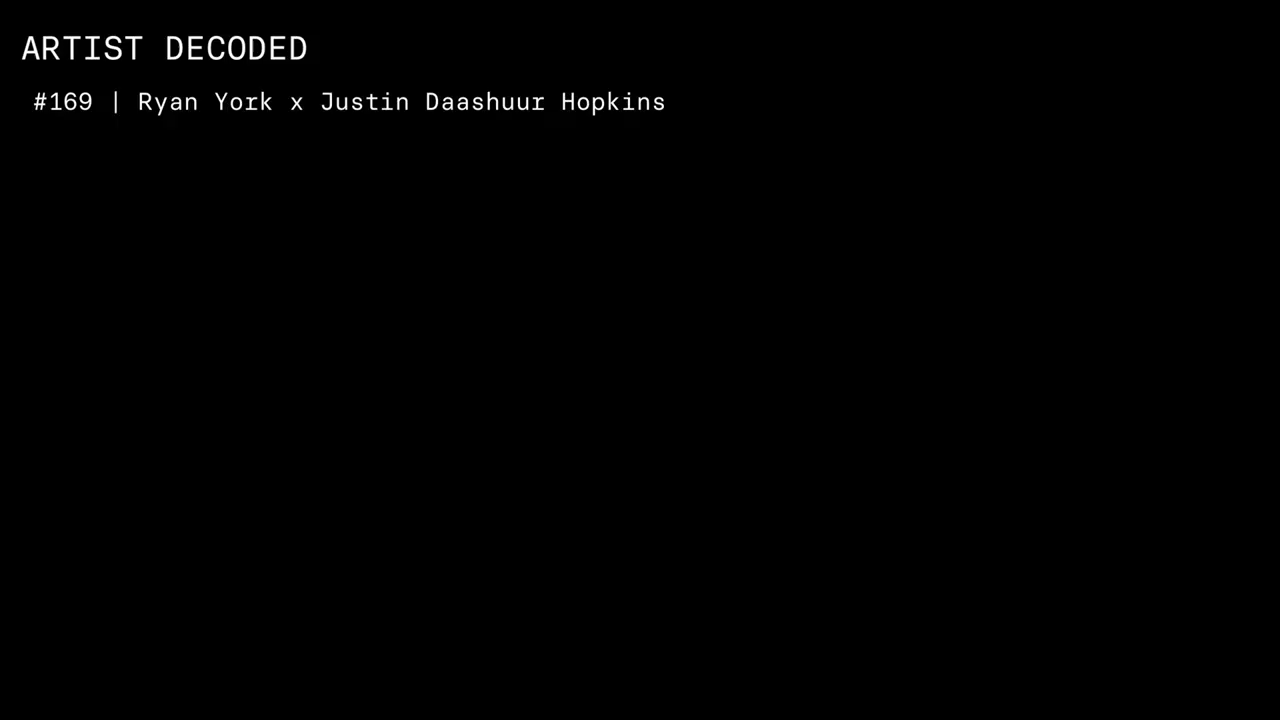 ARTIST DECODED
#169 | Ryan York x Justin Daashuur Hopkins